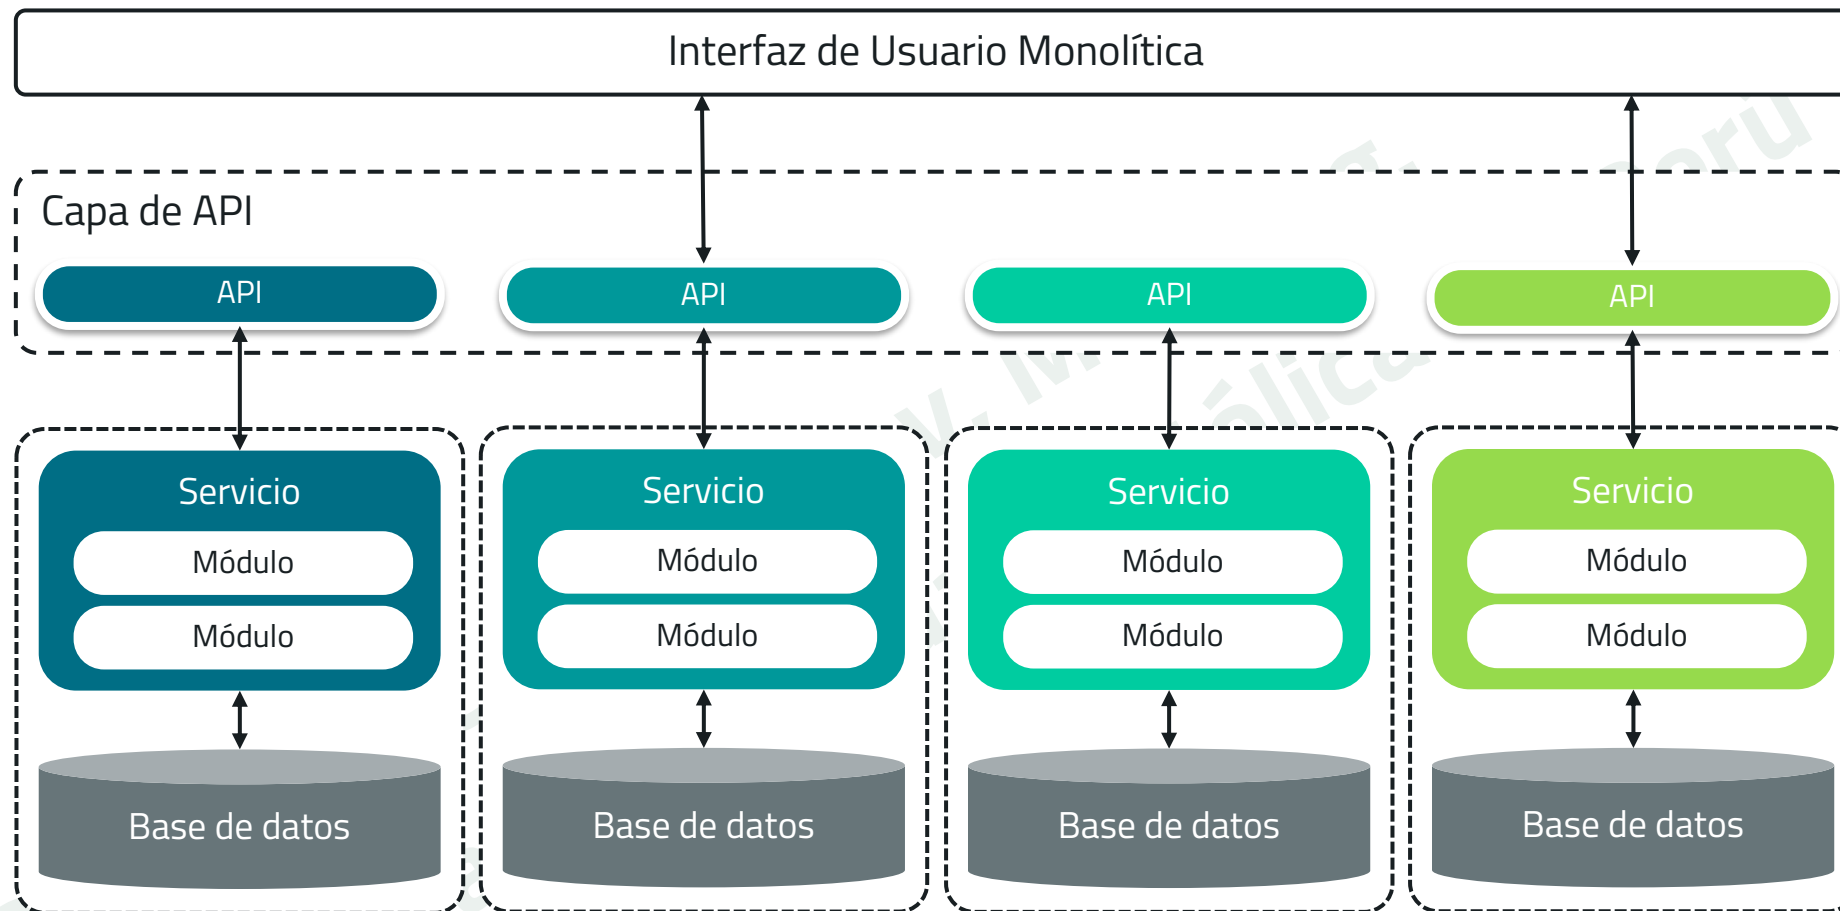 Interfaz de Usuario Monolítica
Capa de API
API
API
API
API
Servicio
Servicio
Servicio
Servicio
Módulo
Módulo
Módulo
Módulo
Módulo
Módulo
Módulo
Módulo
Base de datos
Base de datos
Base de datos
Base de datos